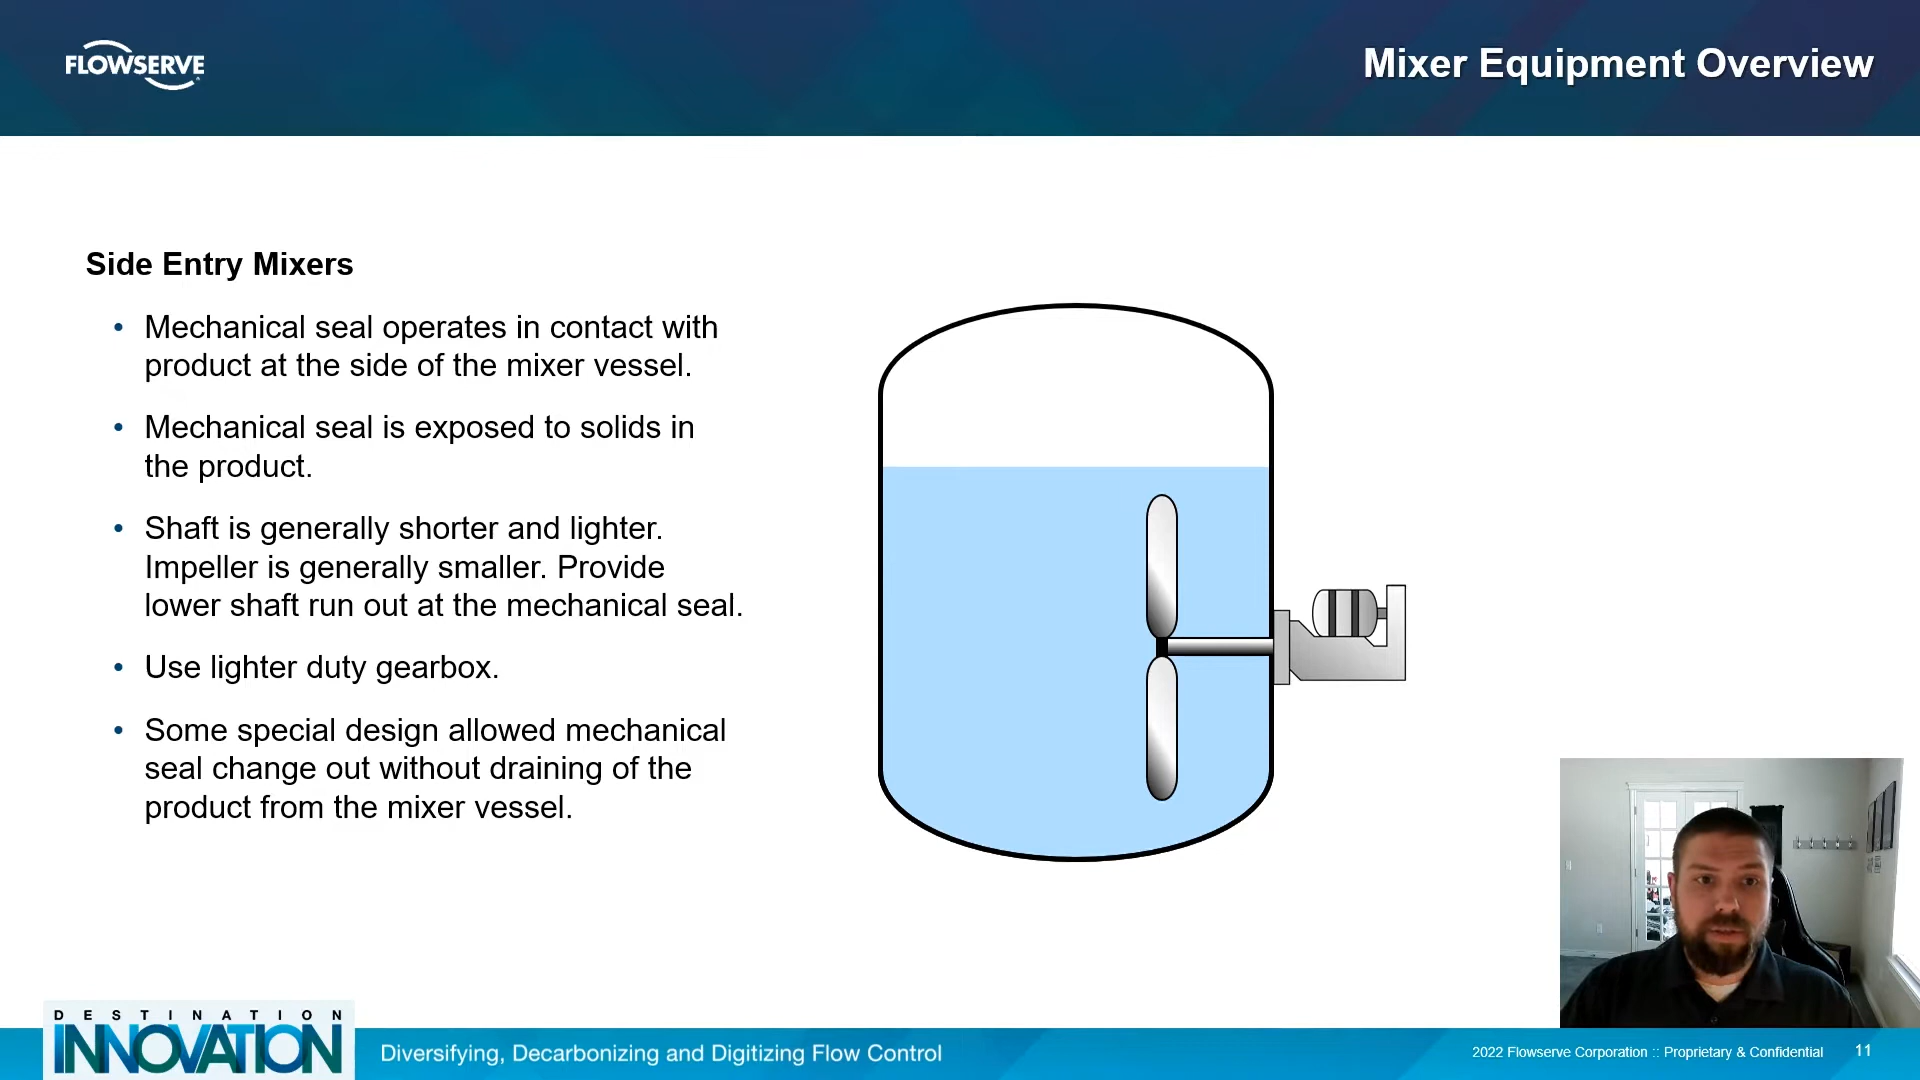 FLOWSERVE
Mixer Equipment Overview
Side Entry Mixers
• Mechanical seal operates in contact with
product at the side of the mixer vessel.
• Mechanical seal is exposed to solids in
the product.
• Shaft is generally shorter and lighter.
Impeller is generally smaller. Provide
lower shaft run out at the mechanical seal.
• Use lighter duty gearbox.
• Some special design allowed mechanical
seal change out without draining of the
product from the mixer vessel.
DESTINATION
INNOVATION
Diversifying, Decarbonizing and Digitizing Flow Control
2022 Flowserve Corporation :: Proprietary & Confidential 11